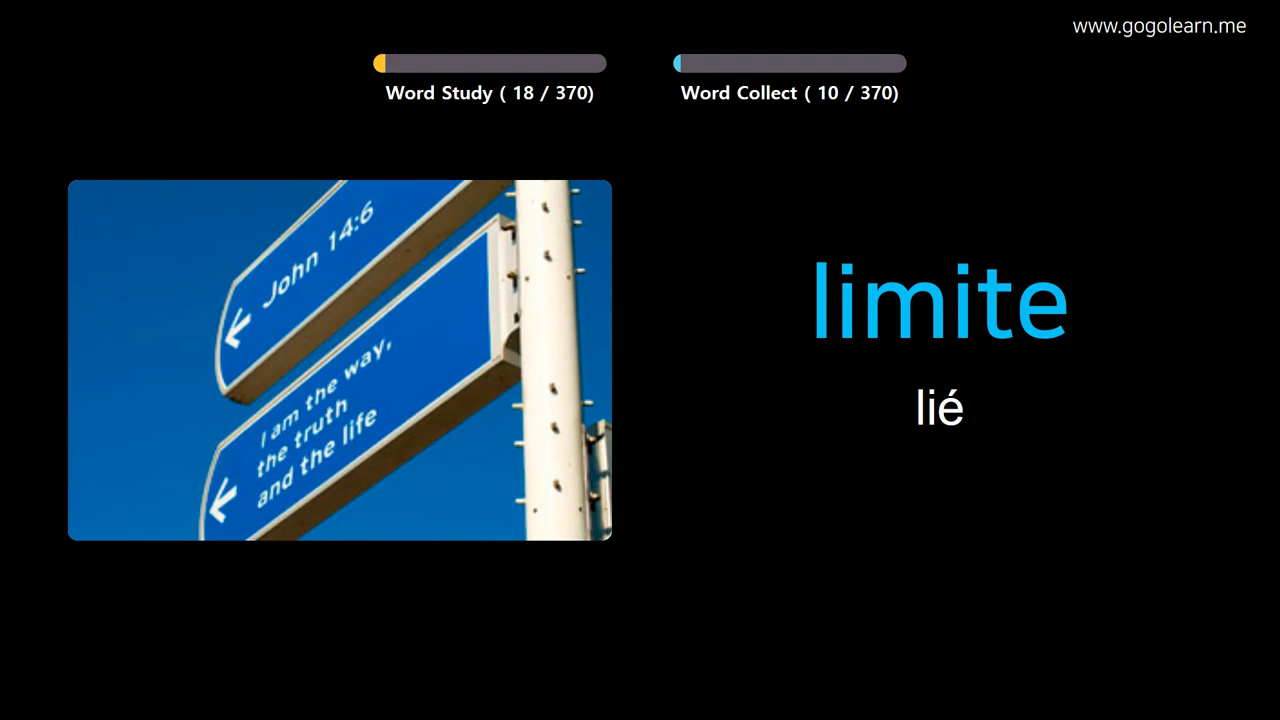 www.gogolearn.me
Word Study ( 18 / 370)
Word Collect ( 10 / 370)
John 14:6
I am the way,
the truth
and the life
limite
lié